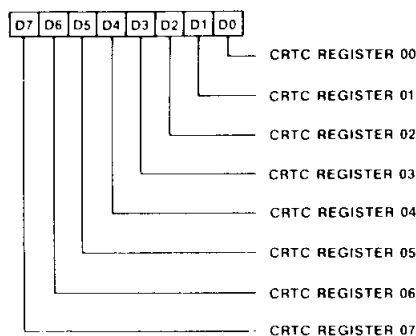 D7 D6 D5 D4 D3 D2 D1 D0
CRTC REGISTER 00
CRTC REGISTER 01
CRTC REGISTER 02
CRTC REGISTER 03
CRTC REGISTER 04
CRTC REGISTER 05
CRTC REGISTER 06
CRTC REGISTER 07